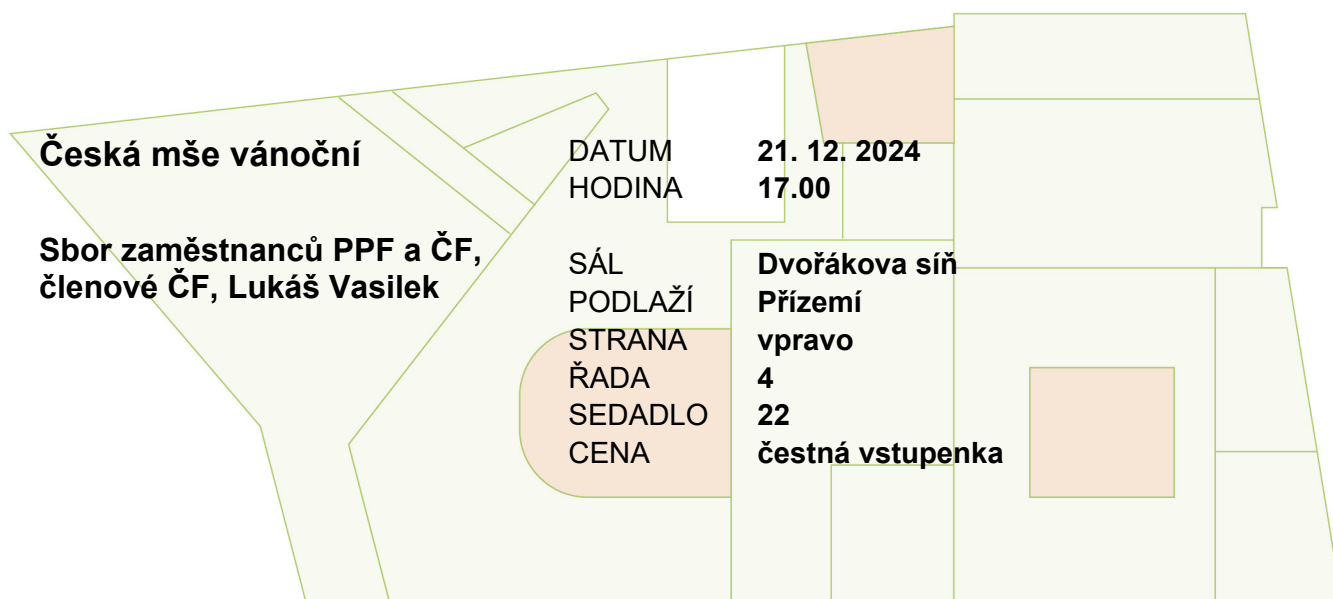 Česká mše vánoční
Sbor zaměstnanců PPF a ČF,
členové ČF, Lukáš Vasilek
DATUM 21. 12. 2024
HODINA 17.00
SÁL Dvořákova síň
PODLAŽÍ Přízemí
STRANA vpravo
ŘADA 4
SEDADLO 22
CENA čestná vstupenka